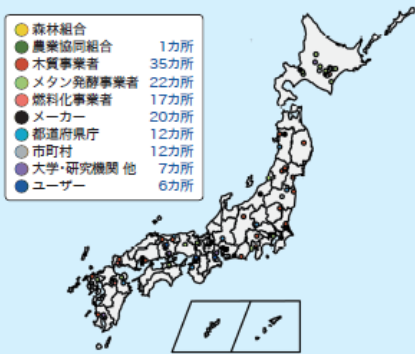 森林組合
農業協同組合 1カ所
木質事業者 35カ所
メタン発酵事業者 22カ所
燃料化事業者 17カ所
メーカー 20カ所
都道府県庁 12カ所
市町村 12カ所
大学・研究機関 他 7カ所
ユーザー 6カ所